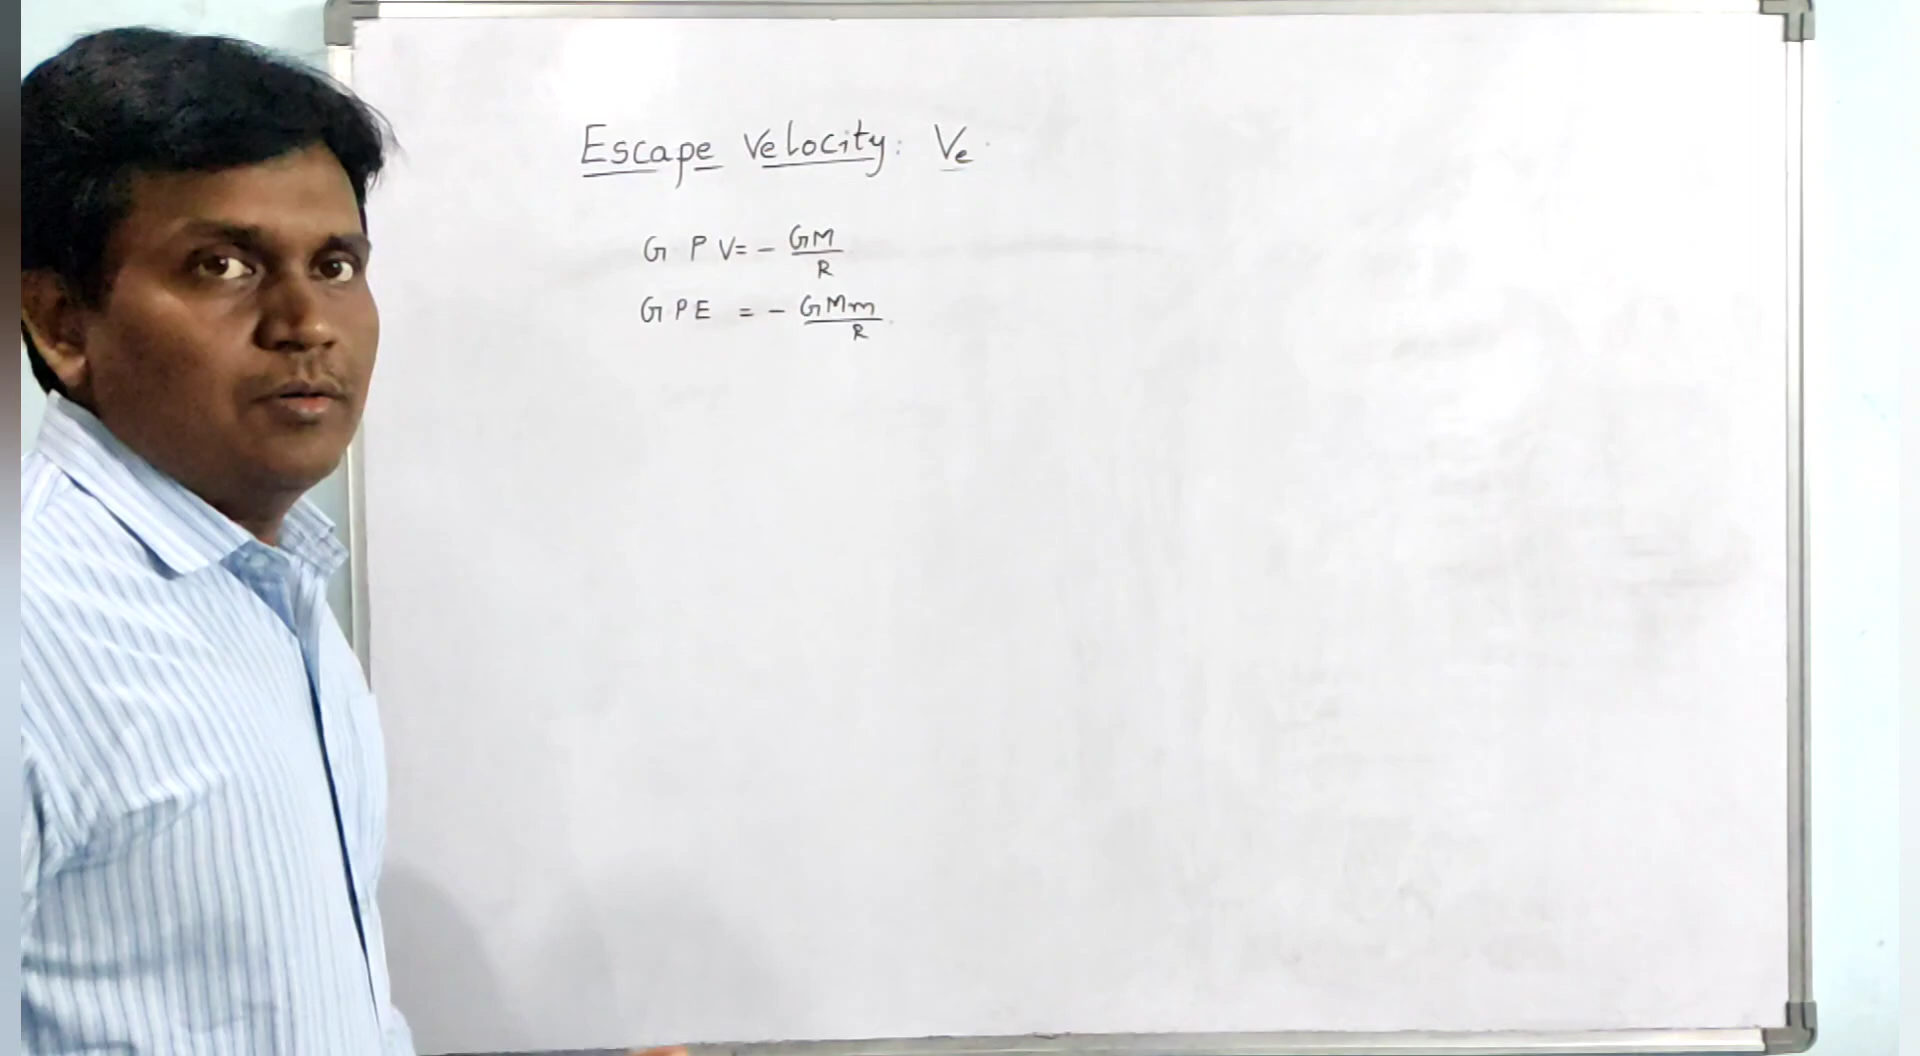 Escape Velocity: Ve
G P V = - GM/R
G P E = - GMm/R